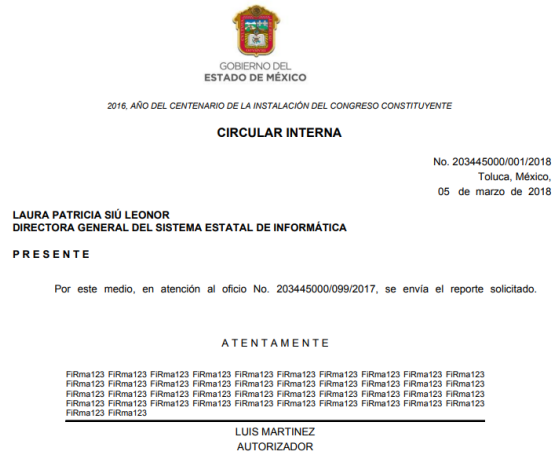 GOBIERNO DEL
ESTADO DE MÉXICO
2016, AÑO DEL CENTENARIO DE LA INSTALACIÓN DEL CONGRESO CONSTITUYENTE
CIRCULAR INTERNA
No. 203445000/001/2018
Toluca, México,
05 de marzo de 2018
LAURA PATRICIA SIÚ LEONOR
DIRECTORA GENERAL DEL SISTEMA ESTATAL DE INFORMÁTICA
P R E S E N T E
Por este medio, en atención al oficio No. 203445000/099/2017, se envía el reporte solicitado.
A T E N T A M E N T E
FiRma123 FiRma123 FiRma123 FiRma123 FiRma123 FiRma123 FiRma123 FiRma123 FiRma123 FiRma123
FiRma123 FiRma123 FiRma123 FiRma123 FiRma123 FiRma123 FiRma123 FiRma123 FiRma123 FiRma123
FiRma123 FiRma123 FiRma123 FiRma123 FiRma123 FiRma123 FiRma123 FiRma123 FiRma123 FiRma123
FiRma123 FiRma123 FiRma123 FiRma123 FiRma123 FiRma123 FiRma123 FiRma123 FiRma123 FiRma123
FiRma123 FiRma123
LUIS MARTINEZ
AUTORIZADOR